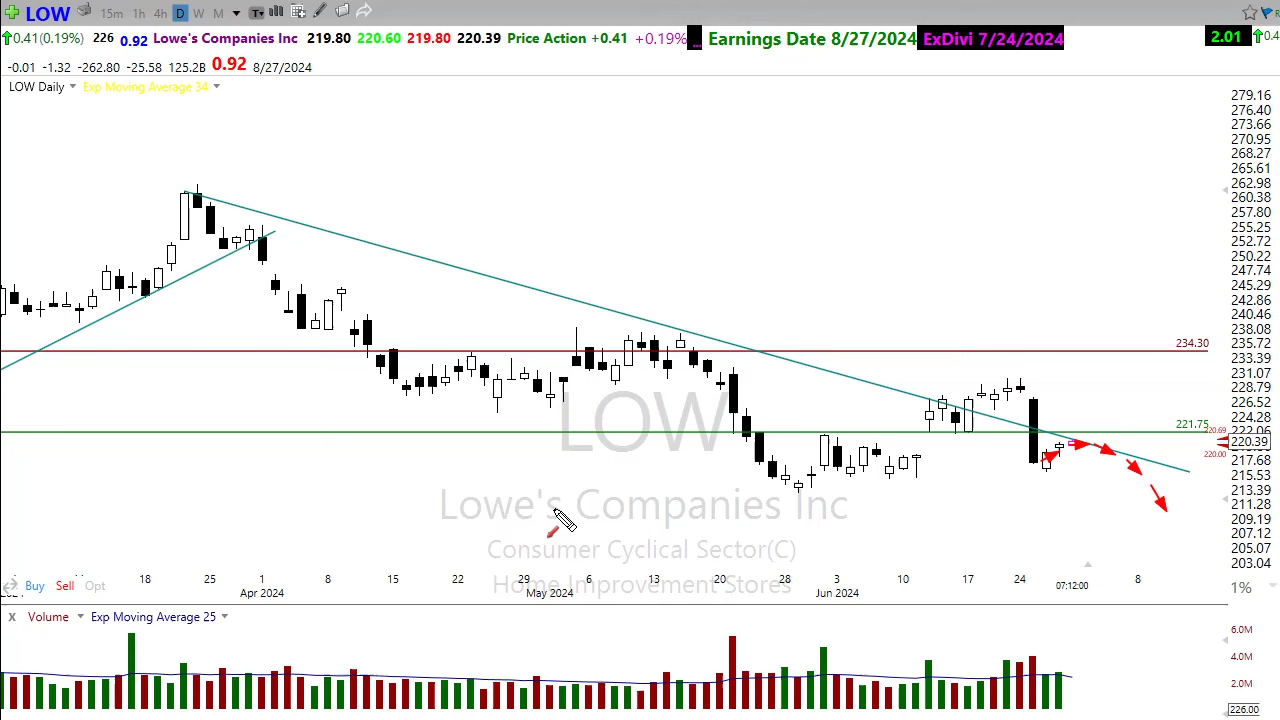 LOW 15m 1h 4h D W M T
0.41(0.19%) 226 0.92 Lowe's Companies Inc 219.80 220.60 219.80 220.39 Price Action +0.41 +0.19% ... Earnings Date 8/27/2024 ExDivi 7/24/2024 2.01 0.4
-0.01 -1.32 -262.80 -25.58 125.2B 0.92 8/27/2024
LOW Daily Exp Moving Average 34
279.16
276.40
273.66
270.95
268.27
265.61
262.98
260.38
257.80
255.25
252.72
250.22
247.74
245.29
242.86
240.46
238.08
234.30
235.72
233.39
231.07
228.79
226.52
224.28
221.75
222.06
220.69
220.39
220.00
217.68
215.53
213.39
211.28
209.19
207.12
205.07
203.04
LOW
Lowe's Companies Inc
Consumer Cyclical Sector(C)
Home Improvement Stores
18 25 1 8 15 22 29 6 13 20 28 3 10 17 24 07:12:00 8
Buy Sell Opt 1%
Apr 2024 May 2024 Jun 2024
X Volume Exp Moving Average 25
6.0M
4.0M
2.0M
226.00